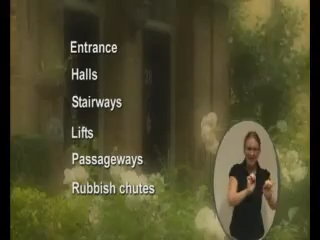 Entrance
Halls
Stairways
Lifts
Passageways
Rubbish chutes